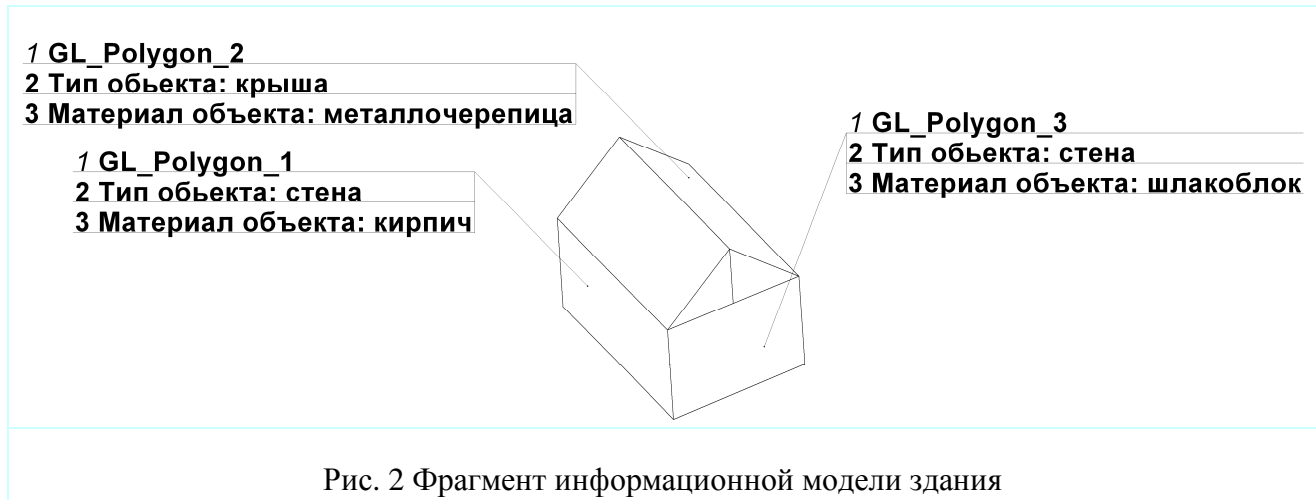 1 GL_Polygon_2
2 Тип обьекта: крыша
3 Материал объекта: металлочерепица
1 GL_Polygon_1
2 Тип обьекта: стена
3 Материал объекта: кирпич
1 GL_Polygon_3
2 Тип обьекта: стена
3 Материал объекта: шлакоблок
Рис. 2 Фрагмент информационной модели здания